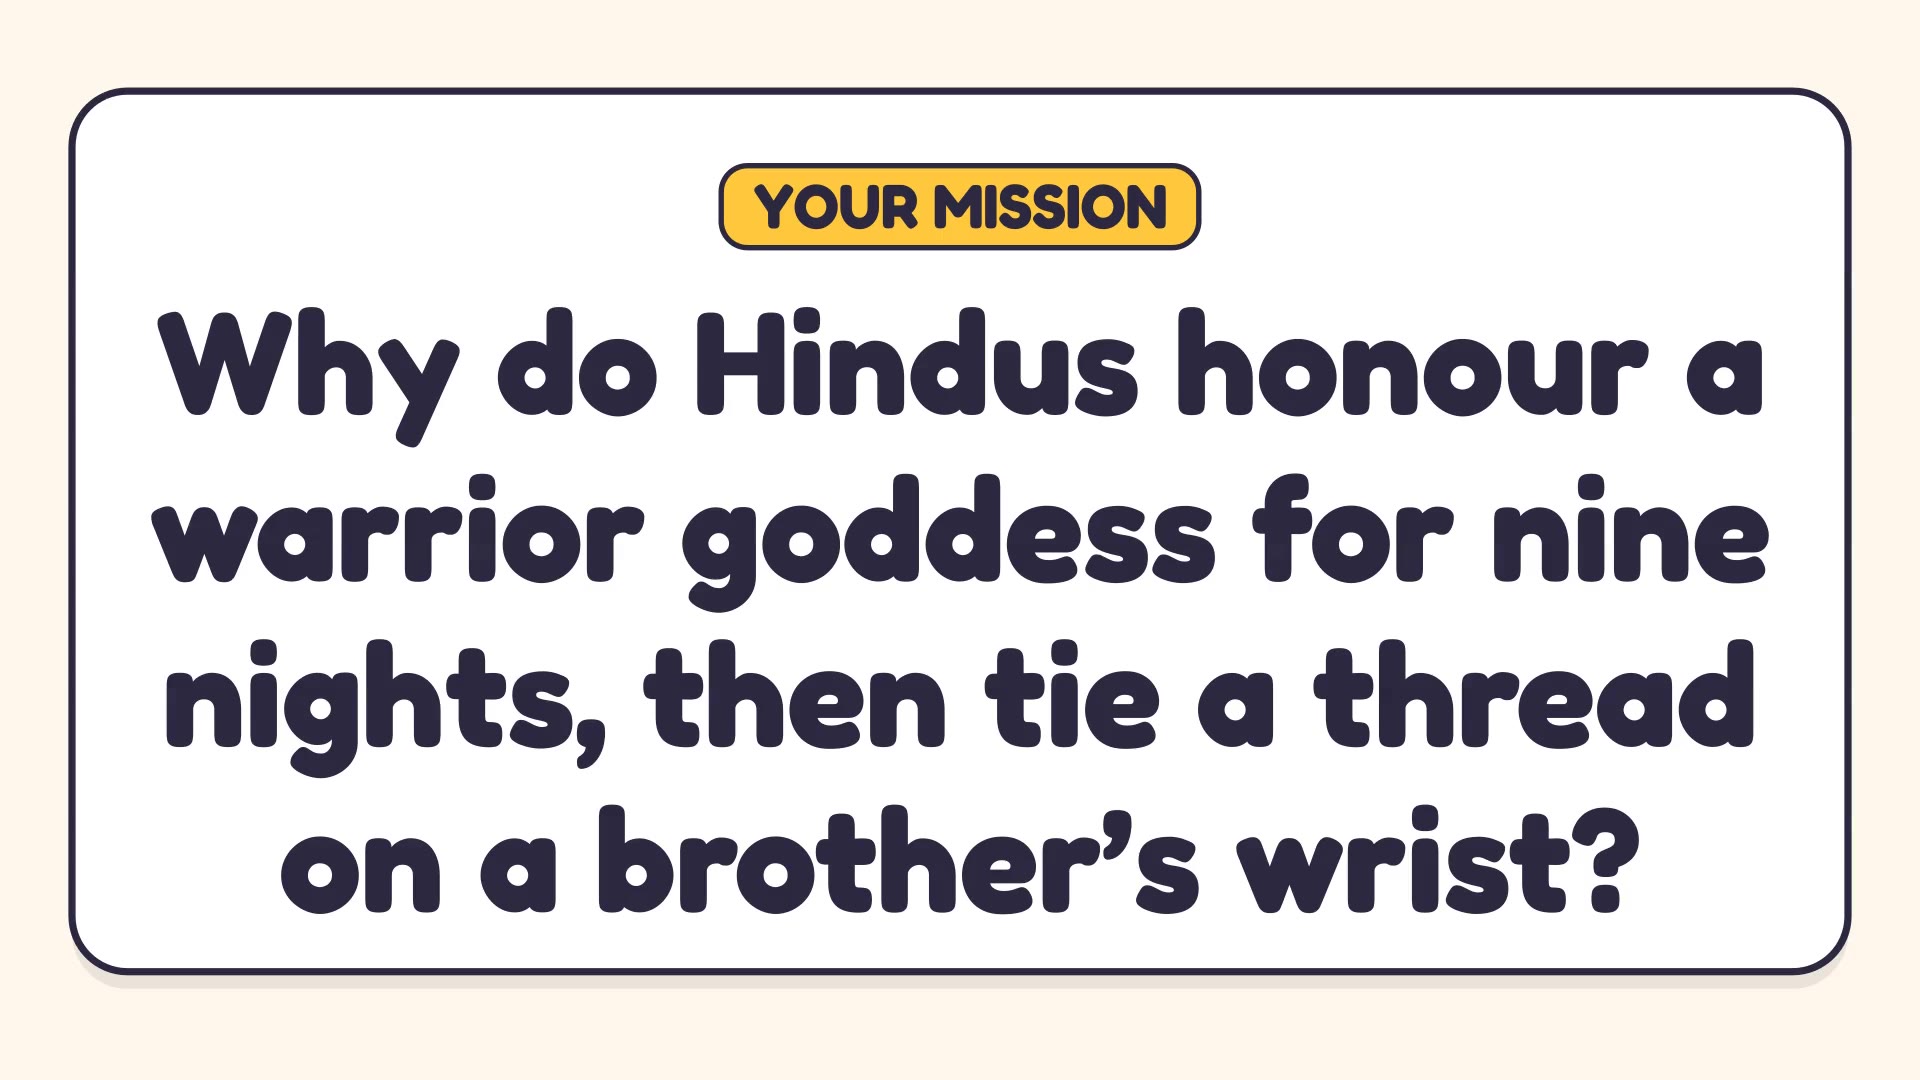 YOUR MISSION
Why do Hindus honour a
warrior goddess for nine
nights, then tie a thread
on a brother’s wrist?